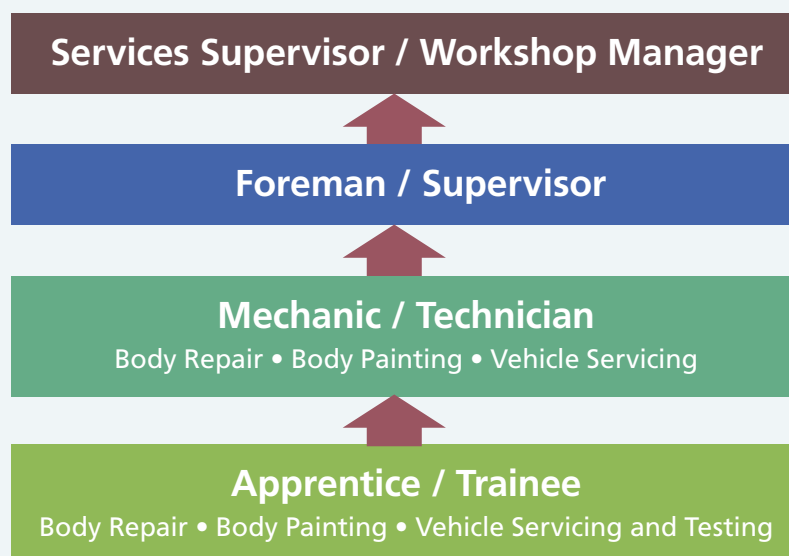 Services Supervisor / Workshop Manager
Foreman / Supervisor
Mechanic / Technician
Body Repair • Body Painting • Vehicle Servicing
Apprentice / Trainee
Body Repair • Body Painting • Vehicle Servicing and Testing